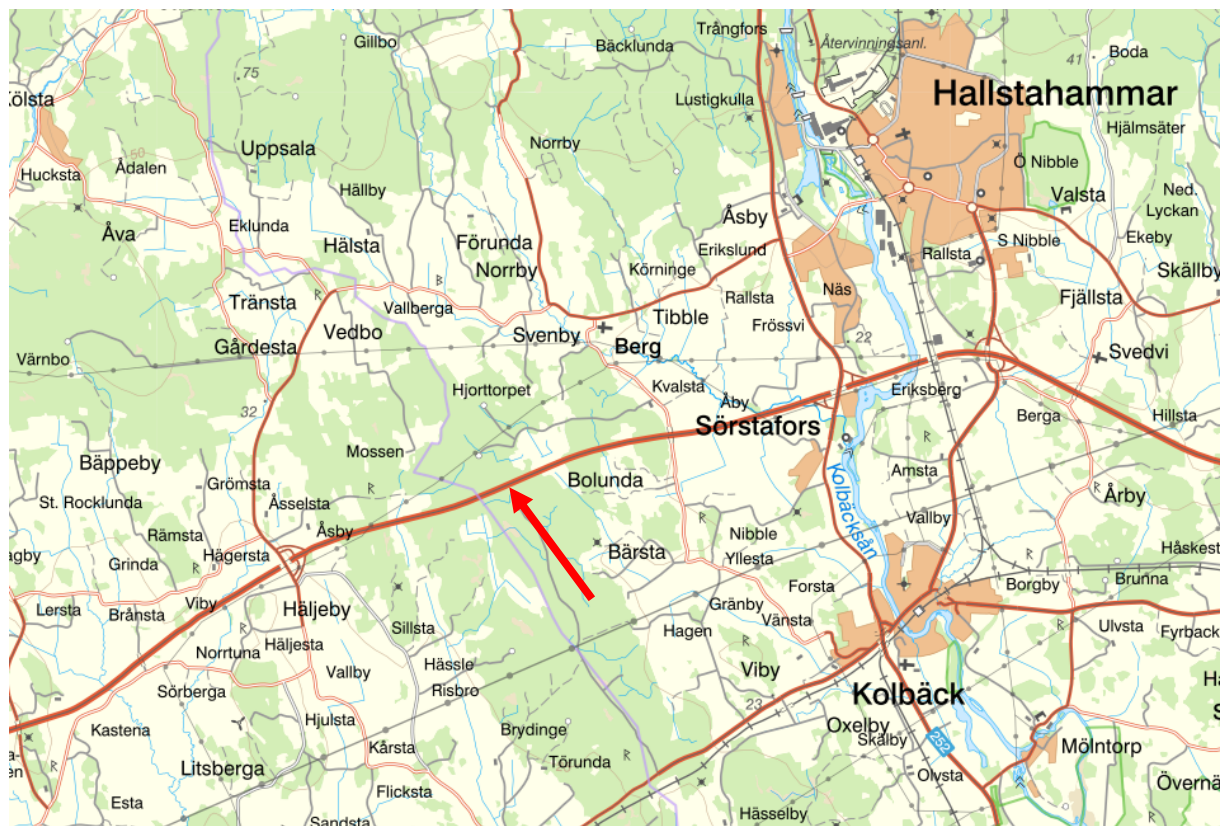 Gillbo
Trångfors
Bäcklunda
Återvinningsanl.
Boda
41
75
Kölsta
Lustigkulla
Hallstahammar
Hjälmsäter
Uppsala
Norrby
50
Ådalen
Hucksta
Ö Nibble
Hällby
Valsta
Ned.
Lyckan
Åva
Eklunda
Hälsta
Förunda
Åsby
Erikslund
Rallsta
S Nibble
Ekeby
Norrby
Körninge
Skällby
Tränsta
Vallberga
Rallsta
Näs
Fjällsta
Vedbo
Svenby
Tibble
Frössvi
22
Gårdesta
Berg
Svedvi
Värnbo
Hjorttorpet
Kvalsta
Åby
Eriksberg
32
Berga
Hillsta
Sörstafors
Mossen
Bäppeby
Bolunda
Amsta
Grömsta
Årby
St. Rocklunda
Åsselsta
Kolbäcksån
Vallby
Rämsta
Åsby
Nibble
Hägersta
Bärsta
Yllesta
Håskest
agby
Grinda
Forsta
Borgby
Brunna
Lersta
Brånsta
Viby
Häljeby
Gränby
Vänsta
Sillsta
Hagen
Ulvsta
Fyrback
Norrtuna
Häljesta
Hässle
Viby
Vallby
Risbro
Sörberga
Kolbäck
23
Hjulsta
Kastena
Brydinge
Oxelby
Skälby
252
Kårsta
Mölntorp
Litsberga
Törunda
Olvsta
Övernä
Flicksta
Esta
Hässelby
Sandsta